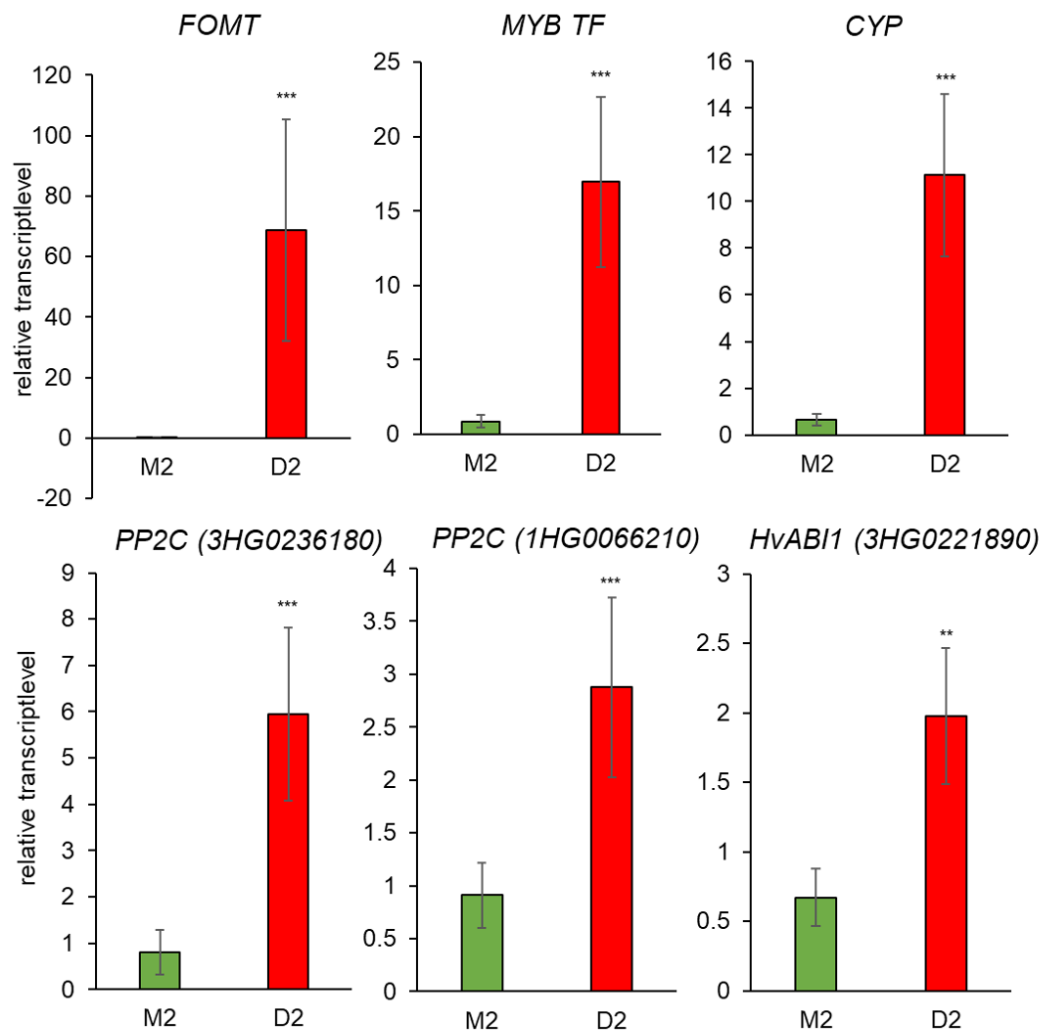 FOMT
MYB TF
CYP
relative transcriptlevel
120
100
80
60
40
20
0
-20
***
M2
D2
25
20
15
10
5
0
***
M2
D2
16
14
12
10
8
6
4
2
0
***
M2
D2
PP2C (3HG0236180)
PP2C (1HG0066210)
HvABI1 (3HG0221890)
relative transcriptlevel
9
8
7
6
5
4
3
2
1
0
***
M2
D2
4
3.5
3
2.5
2
1.5
1
0.5
0
***
M2
D2
3
2.5
2
1.5
1
0.5
0
**
M2
D2